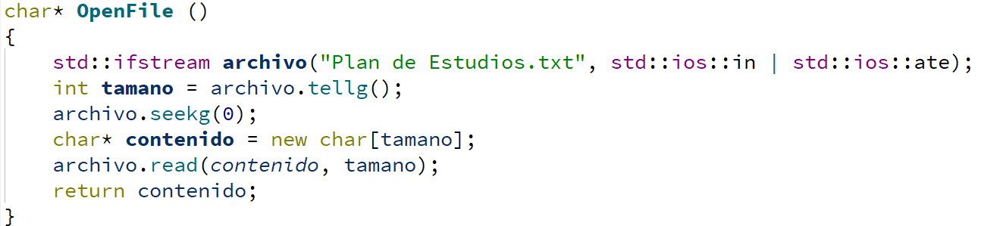 char* OpenFile ()
{
    std::ifstream archivo("Plan de Estudios.txt", std::ios::in | std::ios::ate);
    int tamano = archivo.tellg();
    archivo.seekg(0);
    char* contenido = new char[tamano];
    archivo.read(contenido, tamano);
    return contenido;
}